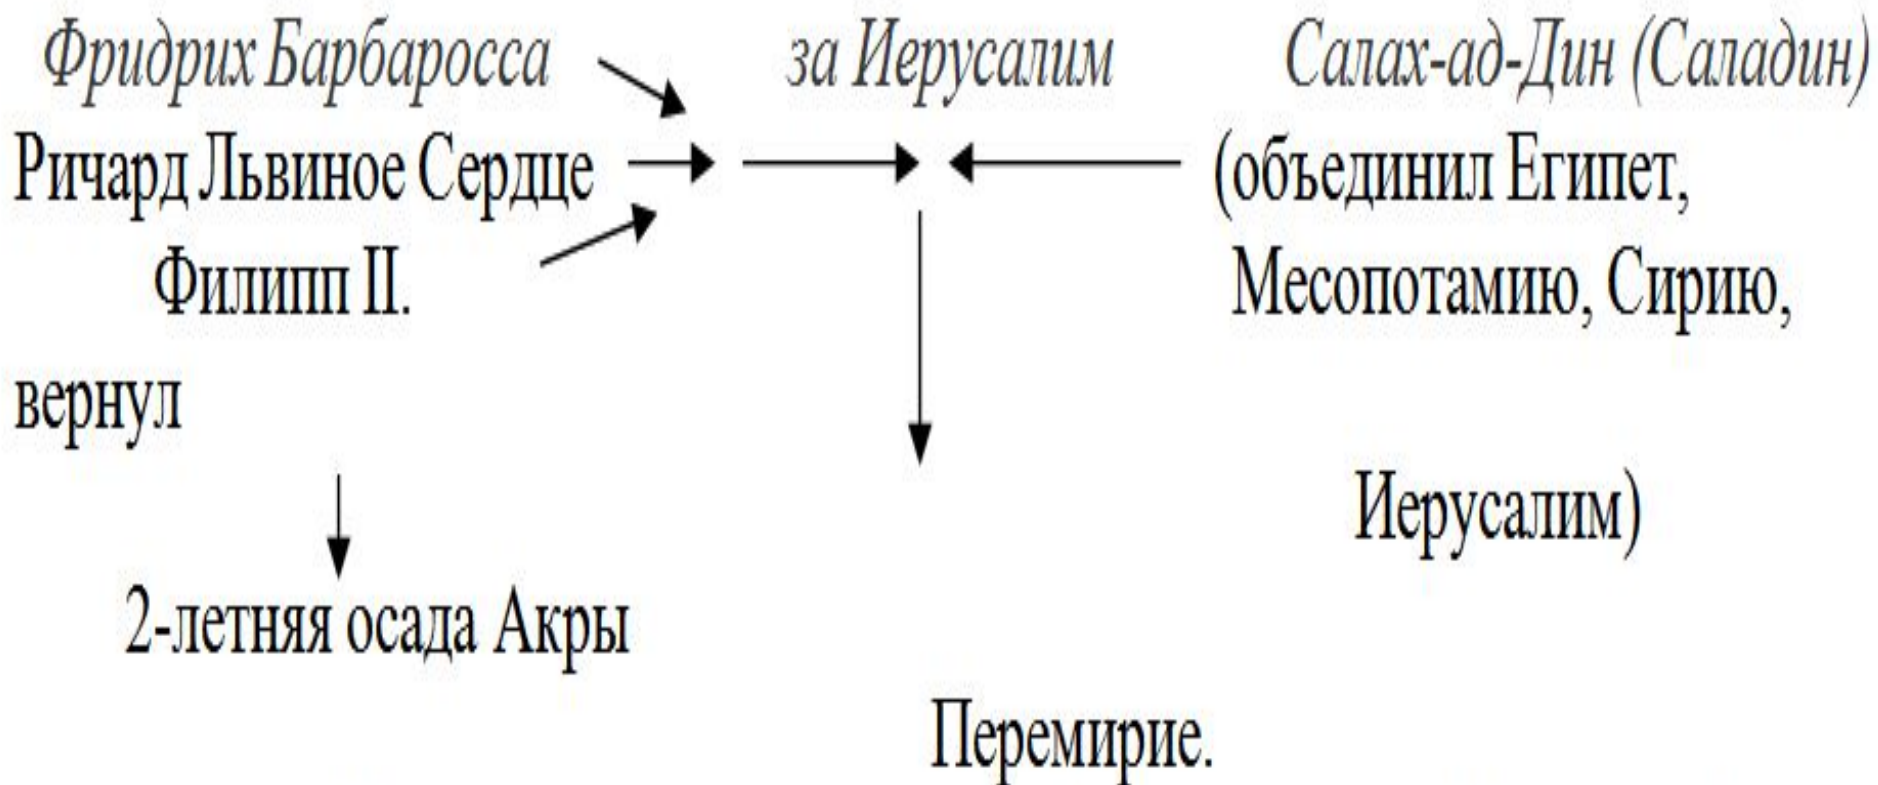 Фридрих Барбаросса за Иерусалим Салах-ад-Дин (Саладин)
Ричард Львиное Сердце (объединил Египет,
Филипп II. Месопотамию, Сирию,
вернул
Иерусалим)
2-летняя осада Акры
Перемирие.